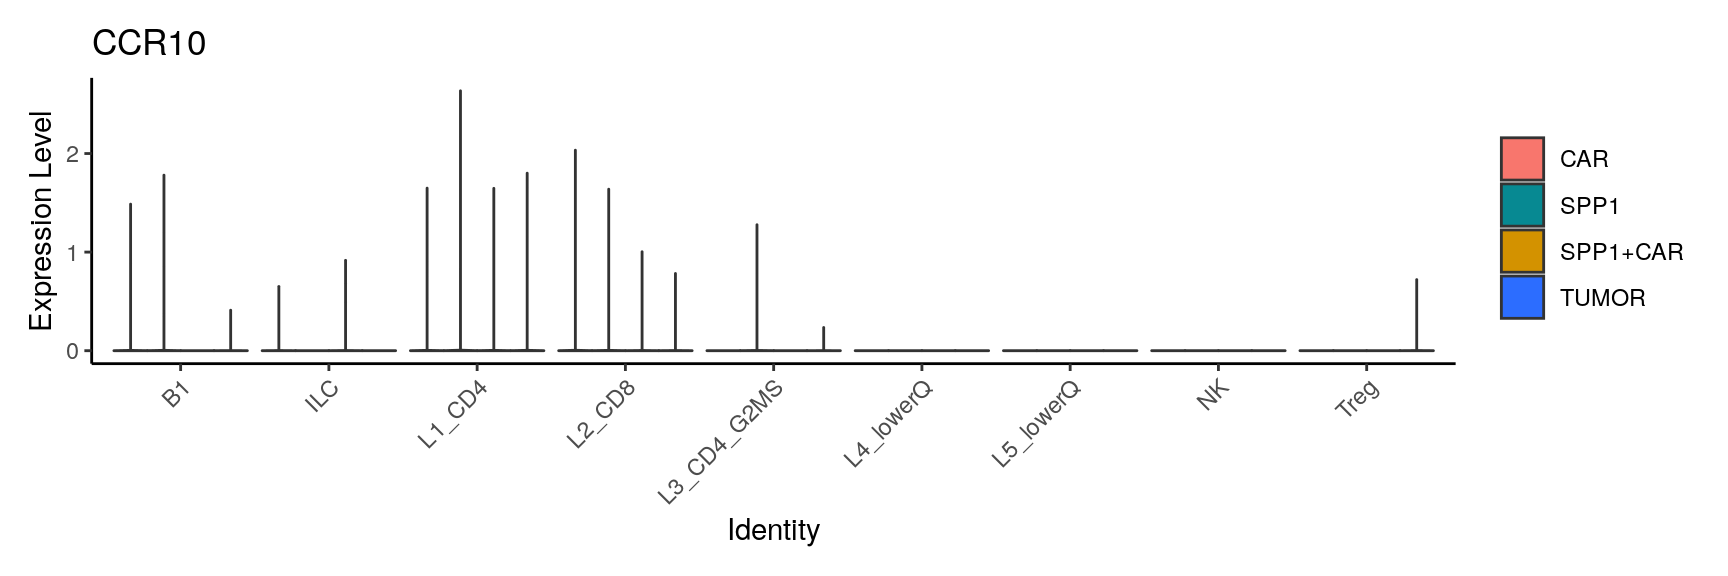 CCR10
Expression Level
2
1
0
B1
ILC
L1_CD4
L2_CD8
L3_CD4_G2MS
L4_lowerQ
L5_lowerQ
NK
Treg
Identity
CAR
SPP1
SPP1+CAR
TUMOR